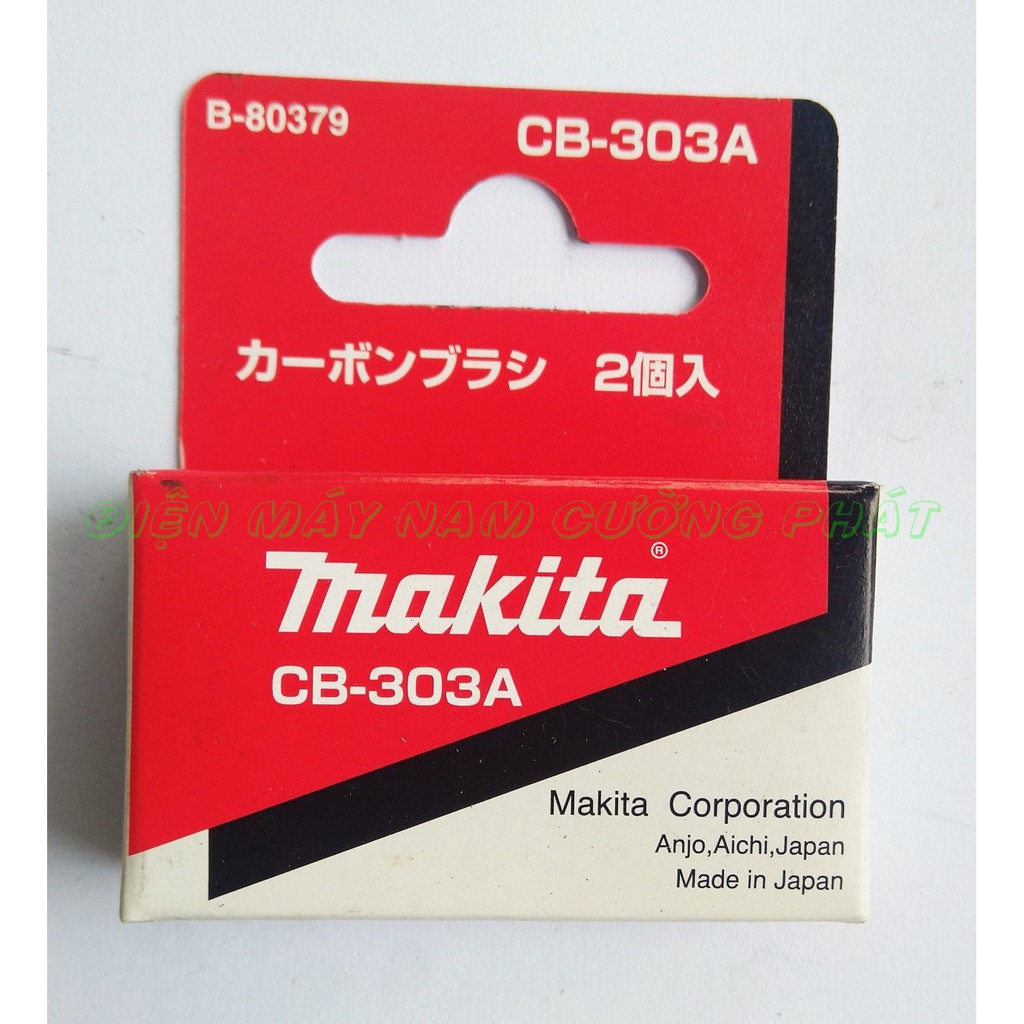 B-80379 CB-303A
カーボンブラシ 2個入
ĐIỆN MÁY NAM CƯỜNG PHÁT
makita®
CB-303A
Makita Corporation
Anjo,Aichi,Japan
Made in Japan